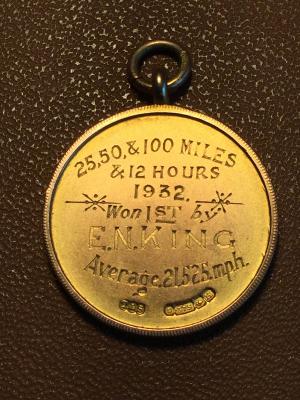 25,50,&100 MILES
&12 HOURS
1932.
Won 1ST by
E.N.KING
Average.21.525.mph.